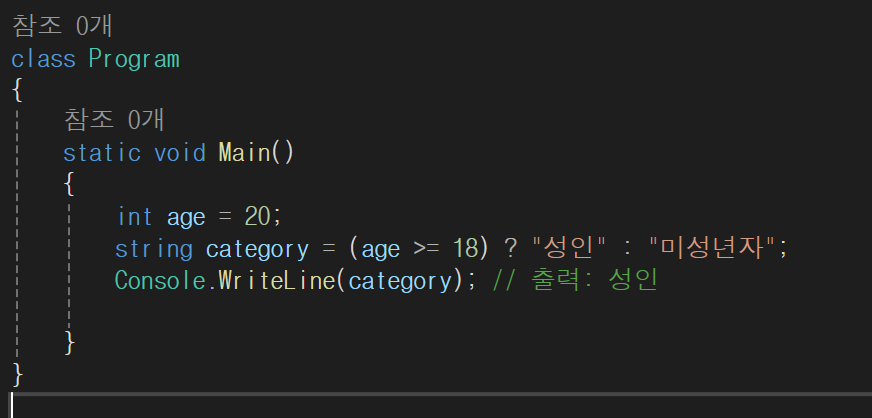 참조 0개
class Program
{
참조 0개
static void Main()
{
int age = 20;
string category = (age >= 18) ? "성인" : "미성년자";
Console.WriteLine(category); // 출력: 성인
}
}